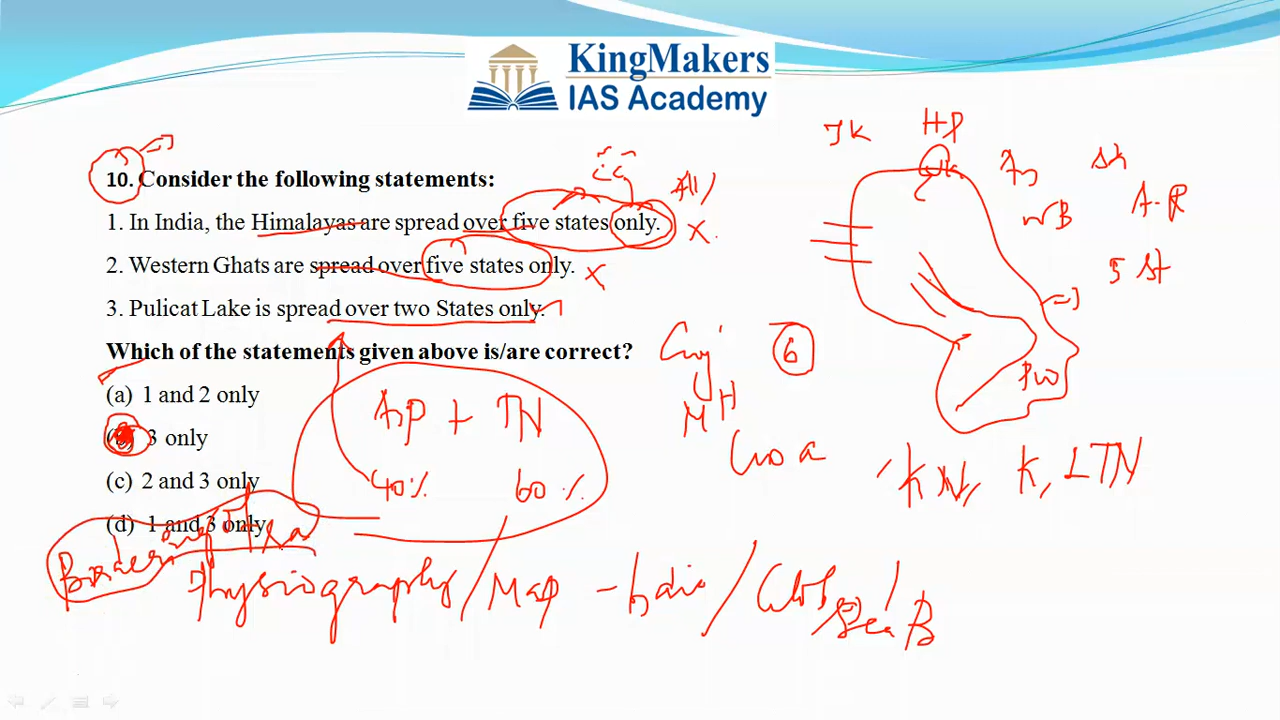 KingMakers
IAS Academy
10. Consider the following statements:
1. In India, the Himalayas are spread over five states only.
2. Western Ghats are spread over five states only.
3. Pulicat Lake is spread over two States only.
Which of the statements given above is/are correct?
(a) 1 and 2 only
3 only
(c) 2 and 3 only
(d) 1 and 3 only
JK HP
WB
A-R
5 St
Guj 6
MH
Goa
AP + TN
40% 60%
K, LTN
Physiography / Map -